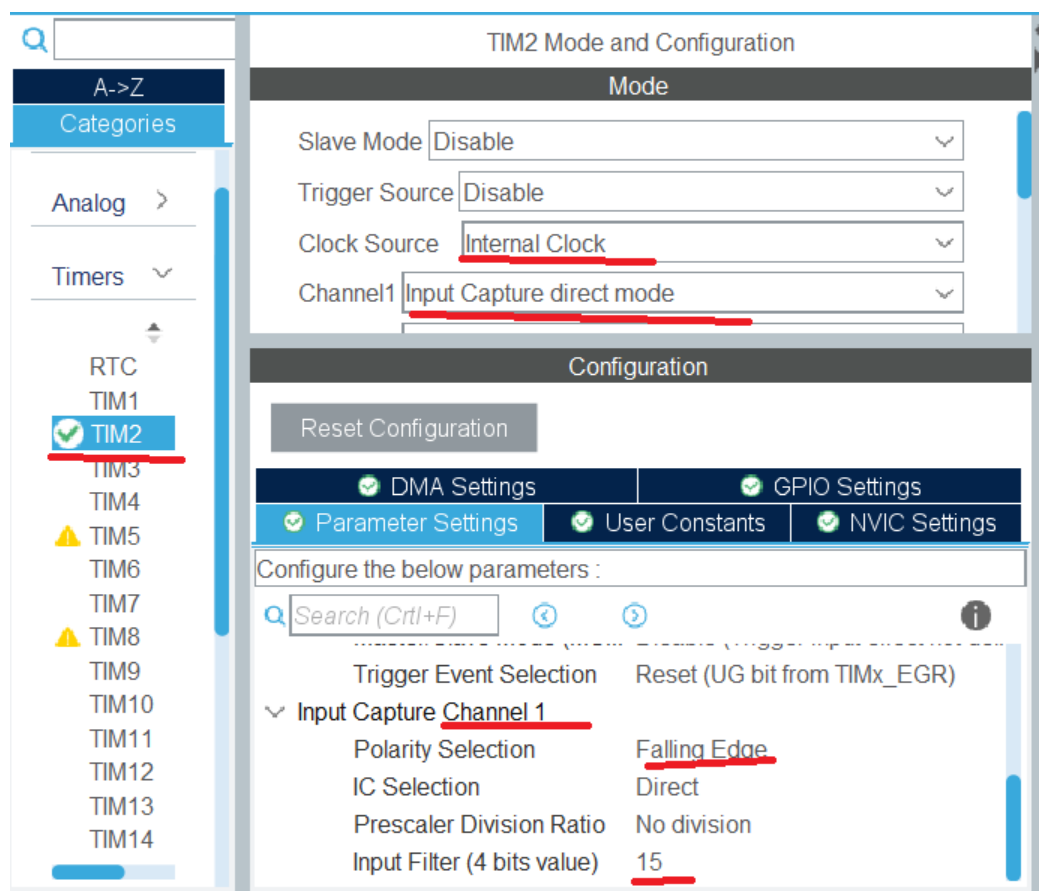 TIM2 Mode and Configuration
A->Z
Categories
Analog
Timers
RTC
TIM1
TIM2
TIM3
TIM4
TIM5
TIM6
TIM7
TIM8
TIM9
TIM10
TIM11
TIM12
TIM13
TIM14
Mode
Slave Mode Disable
Trigger Source Disable
Clock Source Internal Clock
Channel1 Input Capture direct mode
Configuration
Reset Configuration
DMA Settings GPIO Settings
Parameter Settings User Constants NVIC Settings
Configure the below parameters :
Search (Crtl+F)
Trigger Event Selection Reset (UG bit from TIMx_EGR)
Input Capture Channel 1
Polarity Selection Falling Edge
IC Selection Direct
Prescaler Division Ratio No division
Input Filter (4 bits value) 15